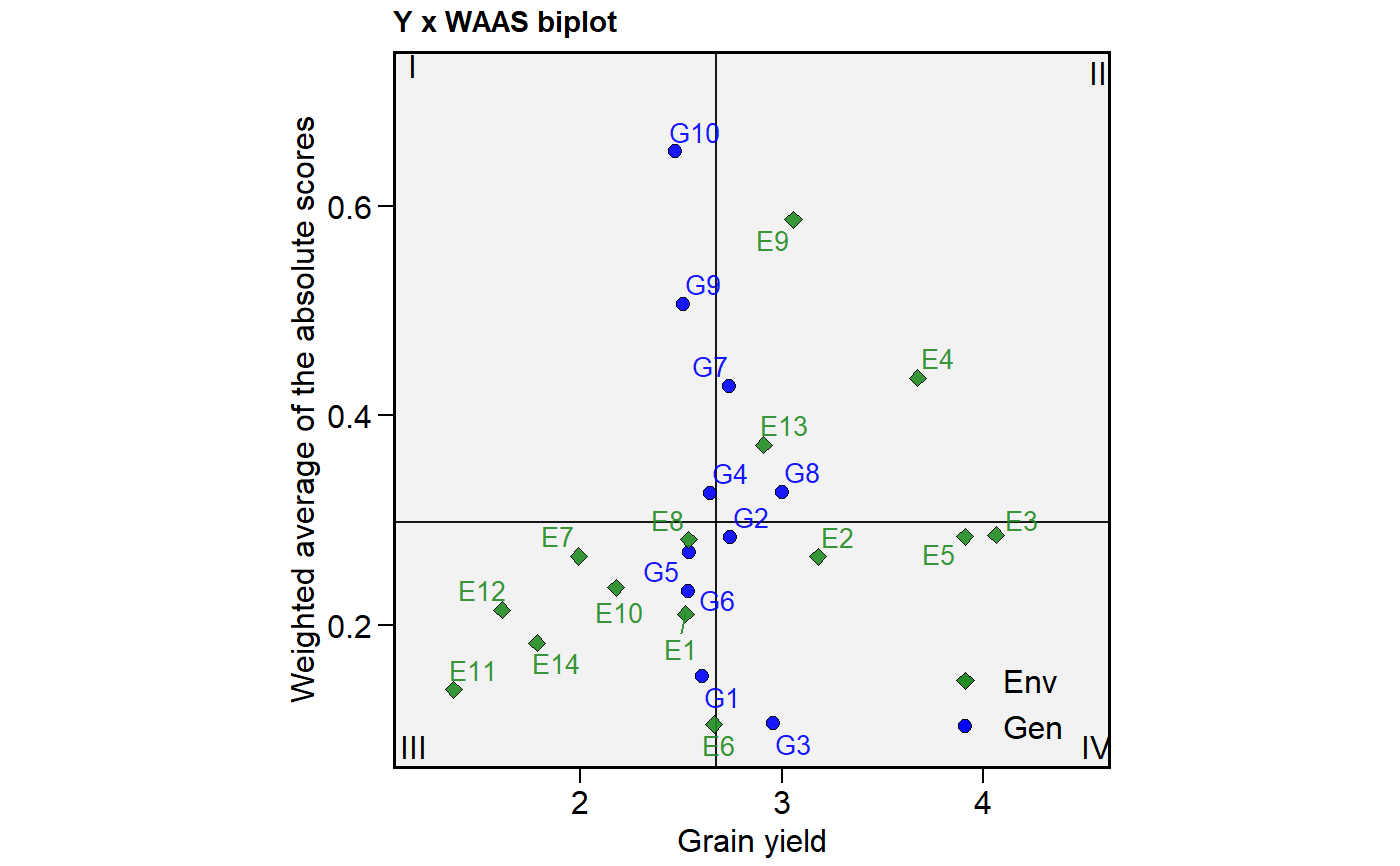 Y x WAAS biplot
I
II
G10
0.6
E9
G9
G7
E4
0.4
E13
G4
G8
E8
G2
E3
E7
E2
E5
G5
E12
G6
E10
0.2
E1
E14
E11
G1
Env
Gen
E6
G3
III
IV
2
3
4
Grain yield
Weighted average of the absolute scores